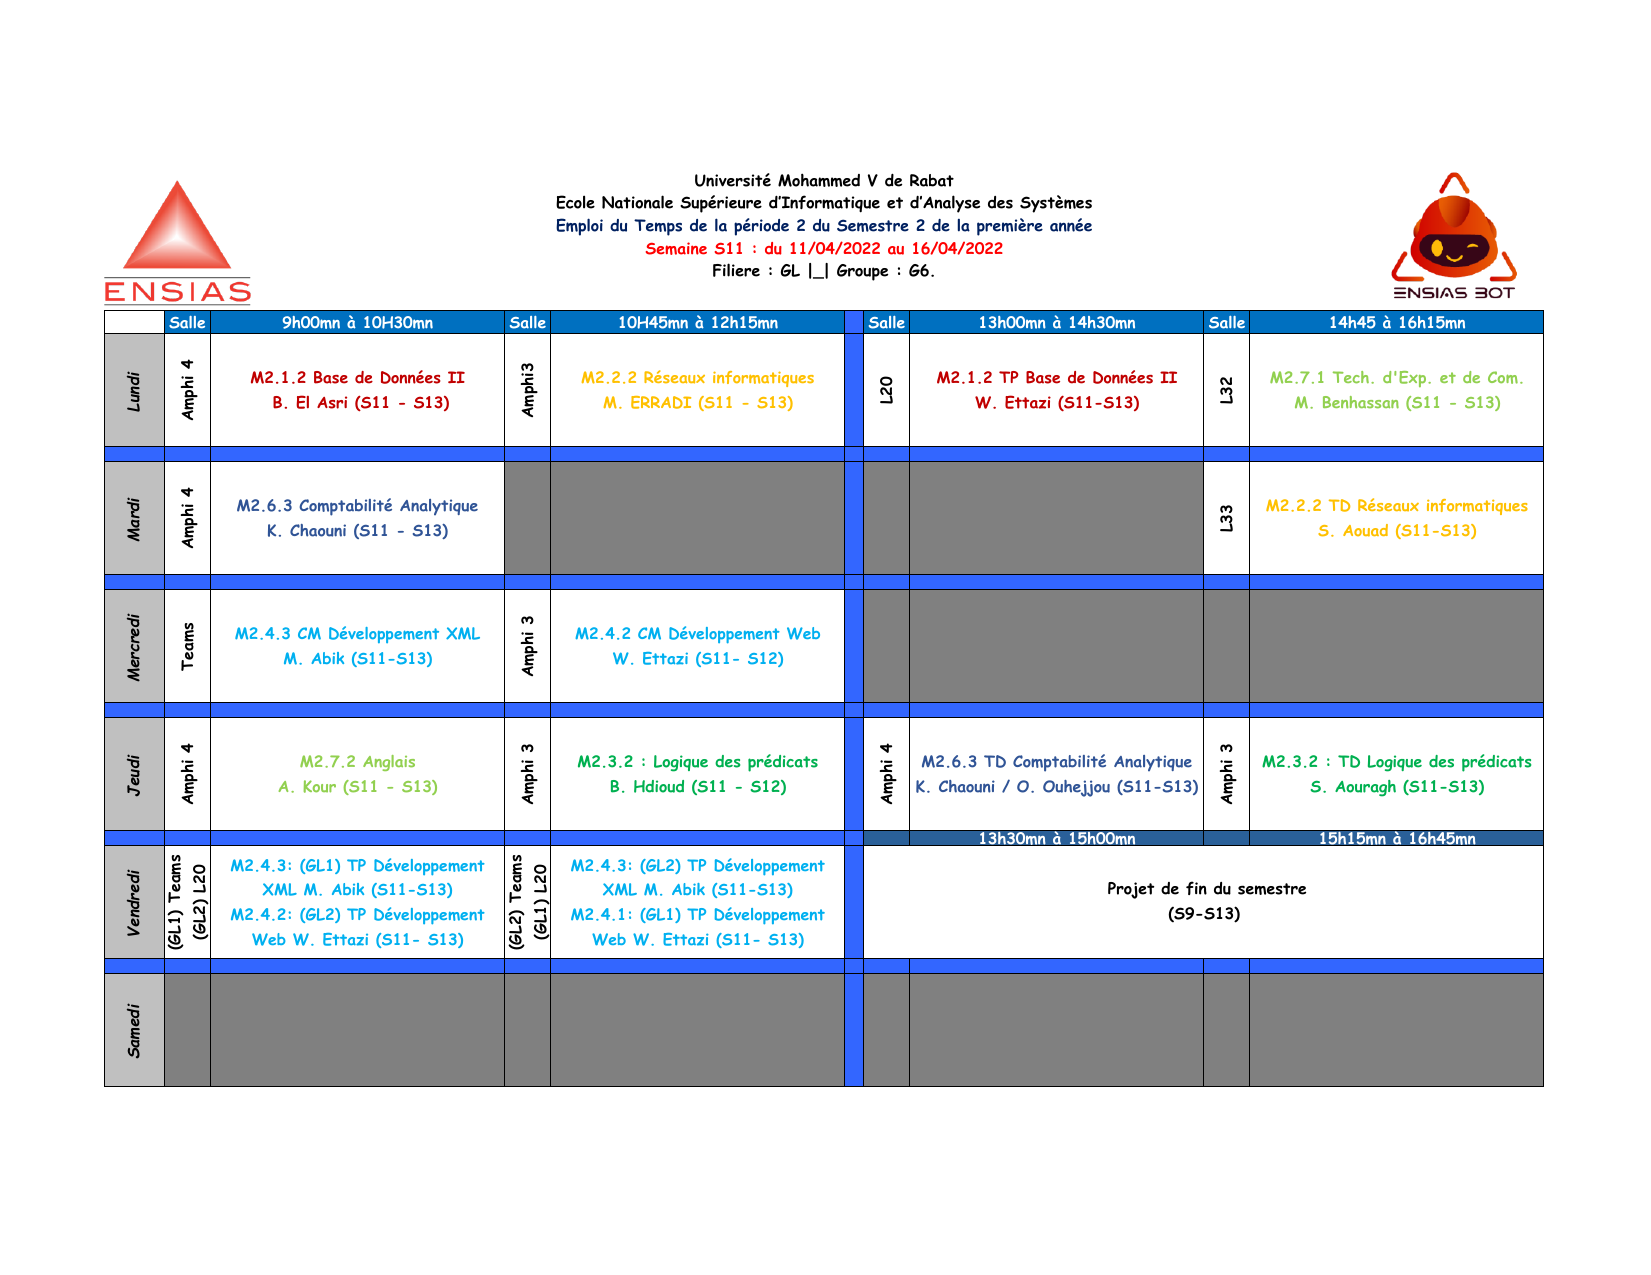 Université Mohammed V de Rabat
Ecole Nationale Supérieure d’Informatique et d’Analyse des Systèmes
Emploi du Temps de la période 2 du Semestre 2 de la première année
Semaine S11 : du 11/04/2022 au 16/04/2022
Filiere : GL |_| Groupe : G6.
ENSIAS
ENSIAS BOT
Salle 9h00mn à 10H30mn Salle 10H45mn à 12h15mn Salle 13h00mn à 14h30mn Salle 14h45 à 16h15mn
Lundi
Amphi 4
M2.1.2 Base de Données II
B. El Asri (S11 - S13)
Amphi3
M2.2.2 Réseaux informatiques
M. ERRADI (S11 - S13)
L20
M2.1.2 TP Base de Données II
W. Ettazi (S11-S13)
L32
M2.7.1 Tech. d'Exp. et de Com.
M. Benhassan (S11 - S13)
Mardi
Amphi 4
M2.6.3 Comptabilité Analytique
K. Chaouni (S11 - S13)
L33
M2.2.2 TD Réseaux informatiques
S. Aouad (S11-S13)
Mercredi
Teams
M2.4.3 CM Développement XML
M. Abik (S11-S13)
Amphi 3
M2.4.2 CM Développement Web
W. Ettazi (S11- S12)
Jeudi
Amphi 4
M2.7.2 Anglais
A. Kour (S11 - S13)
Amphi 3
M2.3.2 : Logique des prédicats
B. Hdioud (S11 - S12)
Amphi 4
M2.6.3 TD Comptabilité Analytique
K. Chaouni / O. Ouhejjou (S11-S13)
Amphi 3
M2.3.2 : TD Logique des prédicats
S. Aouragh (S11-S13)
13h30mn à 15h00mn 15h15mn à 16h45mn
Vendredi
(GL1) Teams
(GL2) L20
M2.4.3: (GL1) TP Développement
XML M. Abik (S11-S13)
M2.4.2: (GL2) TP Développement
Web W. Ettazi (S11- S13)
(GL2) Teams
(GL1) L20
M2.4.3: (GL2) TP Développement
XML M. Abik (S11-S13)
M2.4.1: (GL1) TP Développement
Web W. Ettazi (S11- S13)
Projet de fin du semestre
(S9-S13)
Samedi